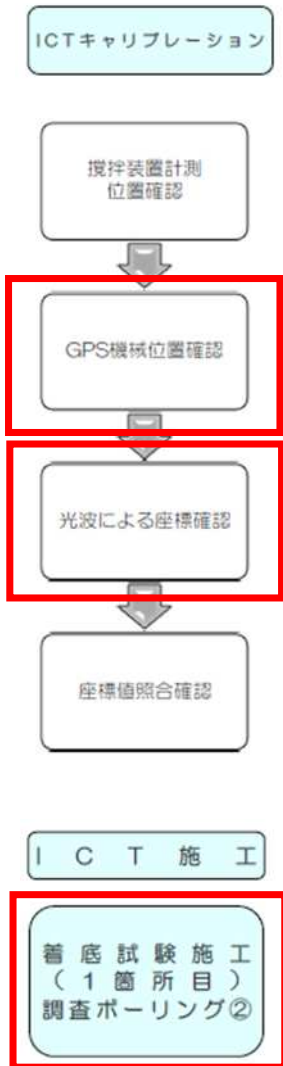 ICTキャリブレーション
撹拌装置計測
位置確認
GPS機械位置確認
光波による座標確認
座標値照合確認
ICT施工
着底試験施工
(1箇所目)
調査ボーリング②